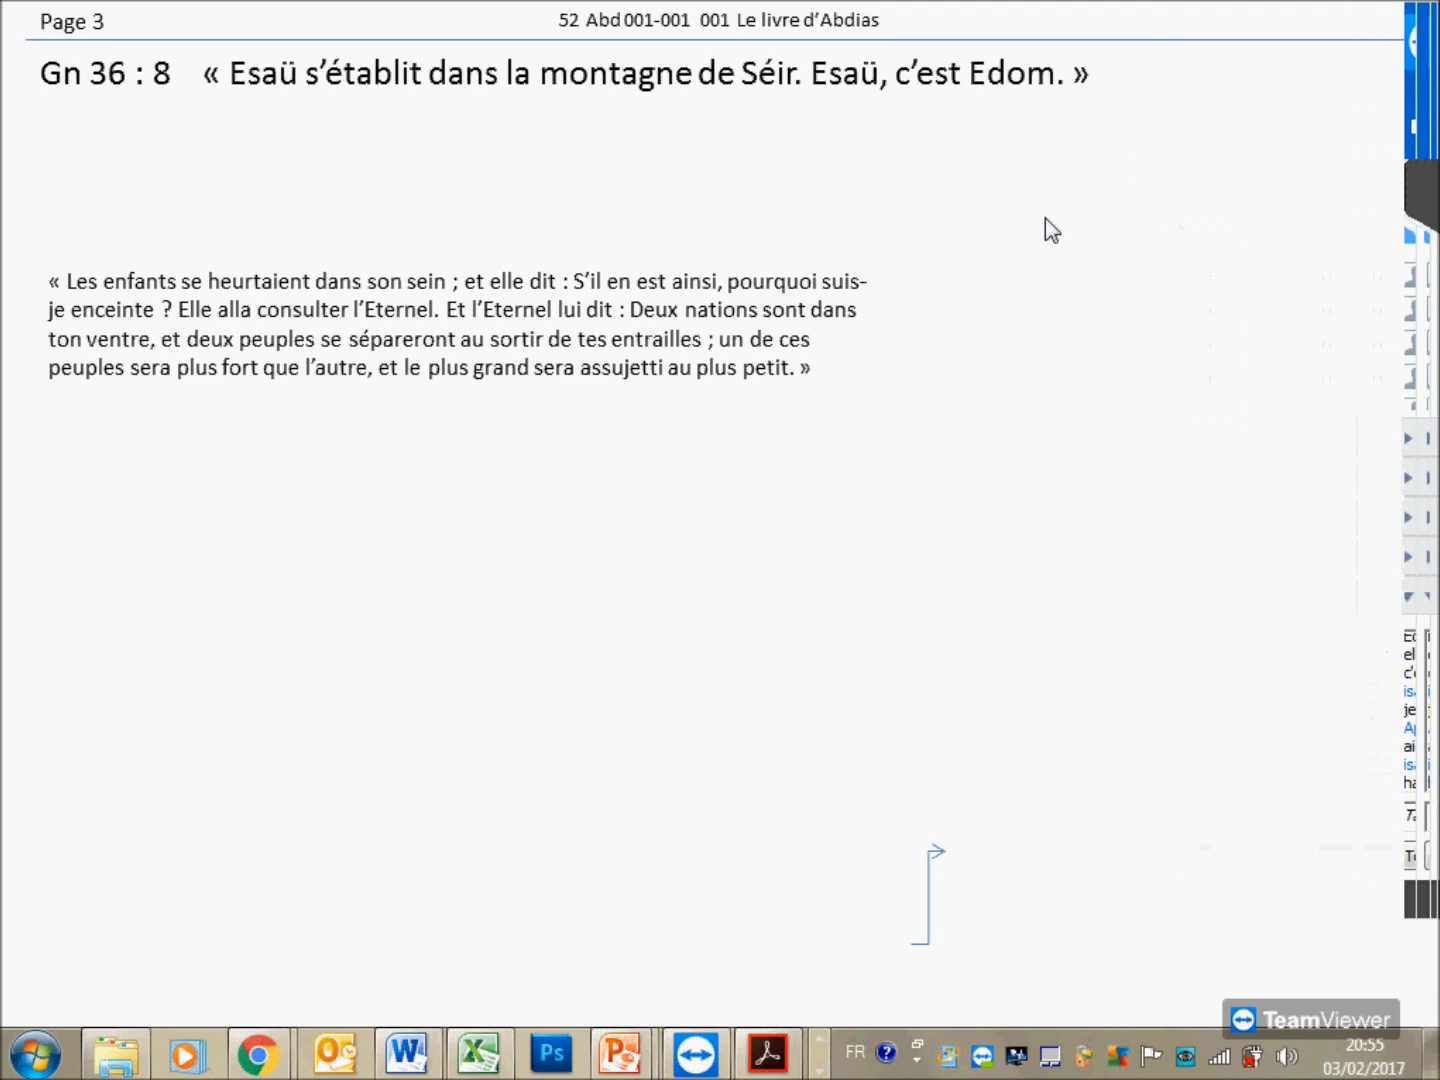 Page 3
52 Abd 001-001 001 Le livre d’Abdias
Gn 36 : 8 « Esaü s’établit dans la montagne de Séir. Esaü, c’est Edom. »
« Les enfants se heurtaient dans son sein ; et elle dit : S’il en est ainsi, pourquoi suis-
je enceinte ? Elle alla consulter l’Eternel. Et l’Eternel lui dit : Deux nations sont dans
ton ventre, et deux peuples se sépareront au sortir de tes entrailles ; un de ces
peuples sera plus fort que l’autre, et le plus grand sera assujetti au plus petit. »
TeamViewer
Ps
FR
20:55
03/02/2017